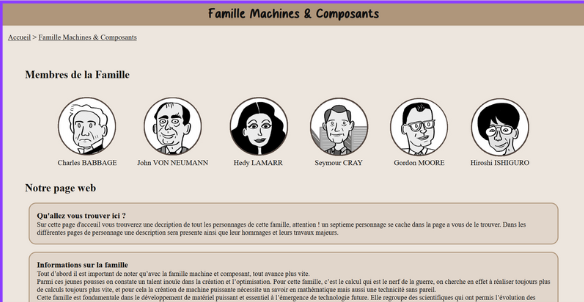 Famille Machines & Composants
Accueil > Famille Machines & Composants
Membres de la Famille
Charles BABBAGE
John VON NEUMANN
Hedy LAMARR
Seymour CRAY
Gordon MOORE
Hiroshi ISHIGURO
Notre page web
Qu'allez vous trouver ici ?
Sur cette page d'acceuil vous trouverez une decription de tout les personnages de cette famille, attention ! un septieme personnage se cache dans la page a vous de le trouver. Dans les
différentes pages de personnage une description sera presente ainsi que leur hommages et leurs travaux majeurs.
Informations sur la famille
Tout d'abord il est important de noter qu'avec la famille machine et composant, tout avance plus vite.
Parmi ces jeunes pousses on constate un talent inouïe dans la création et l'optimisation. Pour cette famille, c'est le calcul qui est le nerf de la guerre, on cherche en effet à réaliser toujours plus
de calculs toujours plus vite, et pour cela la création de machine puissante nécessite un savoir en mathématique mais aussi une technicité sans pareil.
Cette famille est fondamentale dans le développement de matériel puissant et essentiel à l'émergence de technologie future. Elle regroupe des scientifiques qui ont permis l'évolution des